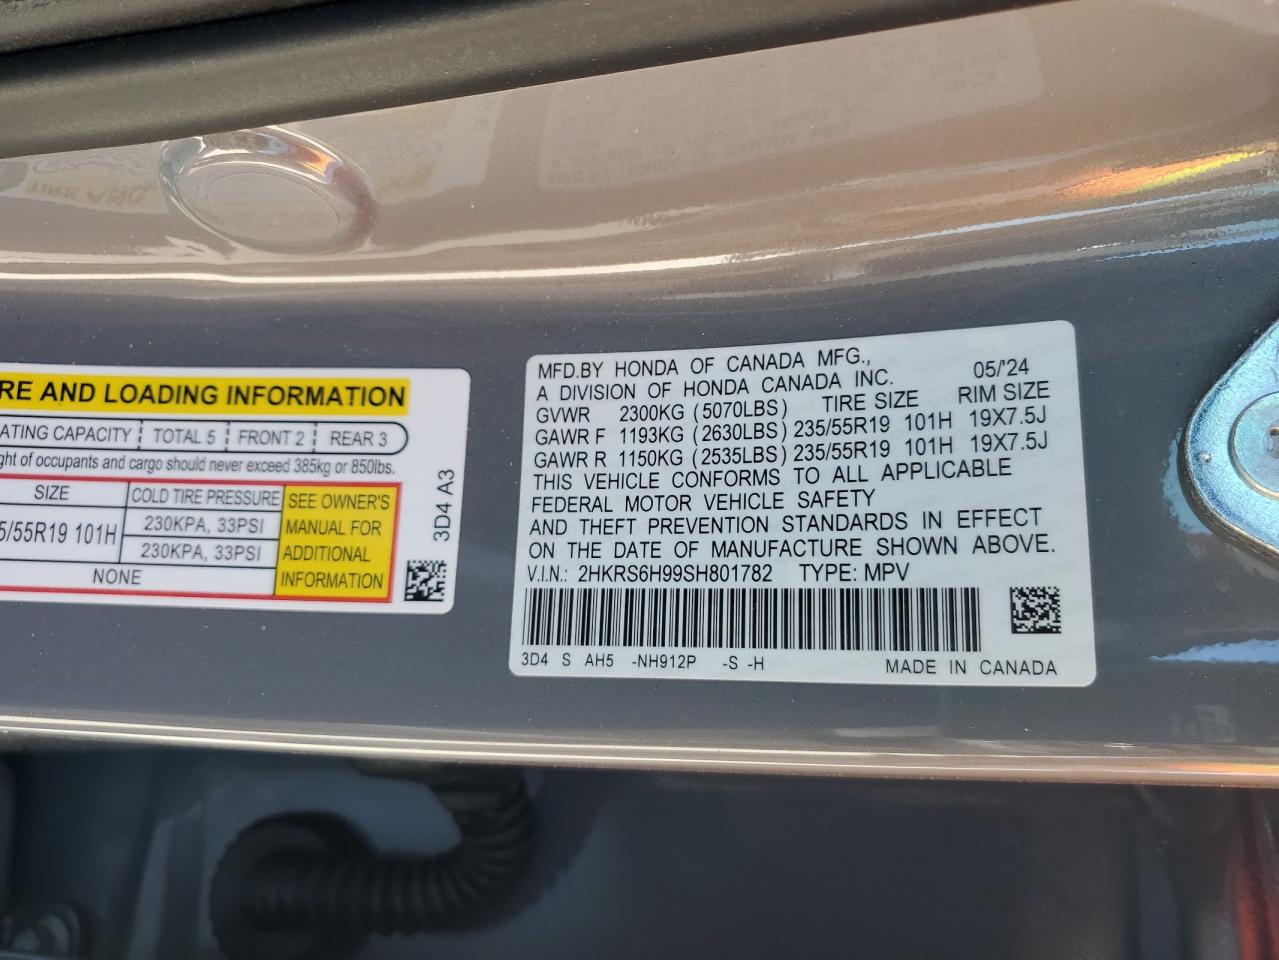 RE AND LOADING INFORMATION
ATING CAPACITY TOTAL 5 FRONT 2 REAR 3
ght of occupants and cargo should never exceed 385kg or 850lbs.
SIZE COLD TIRE PRESSURE SEE OWNER'S
MANUAL FOR
ADDITIONAL
INFORMATION
5/55R19 101H 230KPA, 33PSI
230KPA, 33PSI
NONE
3D4 A3
MFD.BY HONDA OF CANADA MFG., 05/'24
A DIVISION OF HONDA CANADA INC.
GVWR 2300KG (5070LBS) TIRE SIZE RIM SIZE
GAWR F 1193KG (2630LBS) 235/55R19 101H 19X7.5J
GAWR R 1150KG (2535LBS) 235/55R19 101H 19X7.5J
THIS VEHICLE CONFORMS TO ALL APPLICABLE
FEDERAL MOTOR VEHICLE SAFETY
AND THEFT PREVENTION STANDARDS IN EFFECT
ON THE DATE OF MANUFACTURE SHOWN ABOVE.
V.I.N.: 2HKRS6H99SH801782 TYPE: MPV
3D4 S AH5 -NH912P -S -H MADE IN CANADA